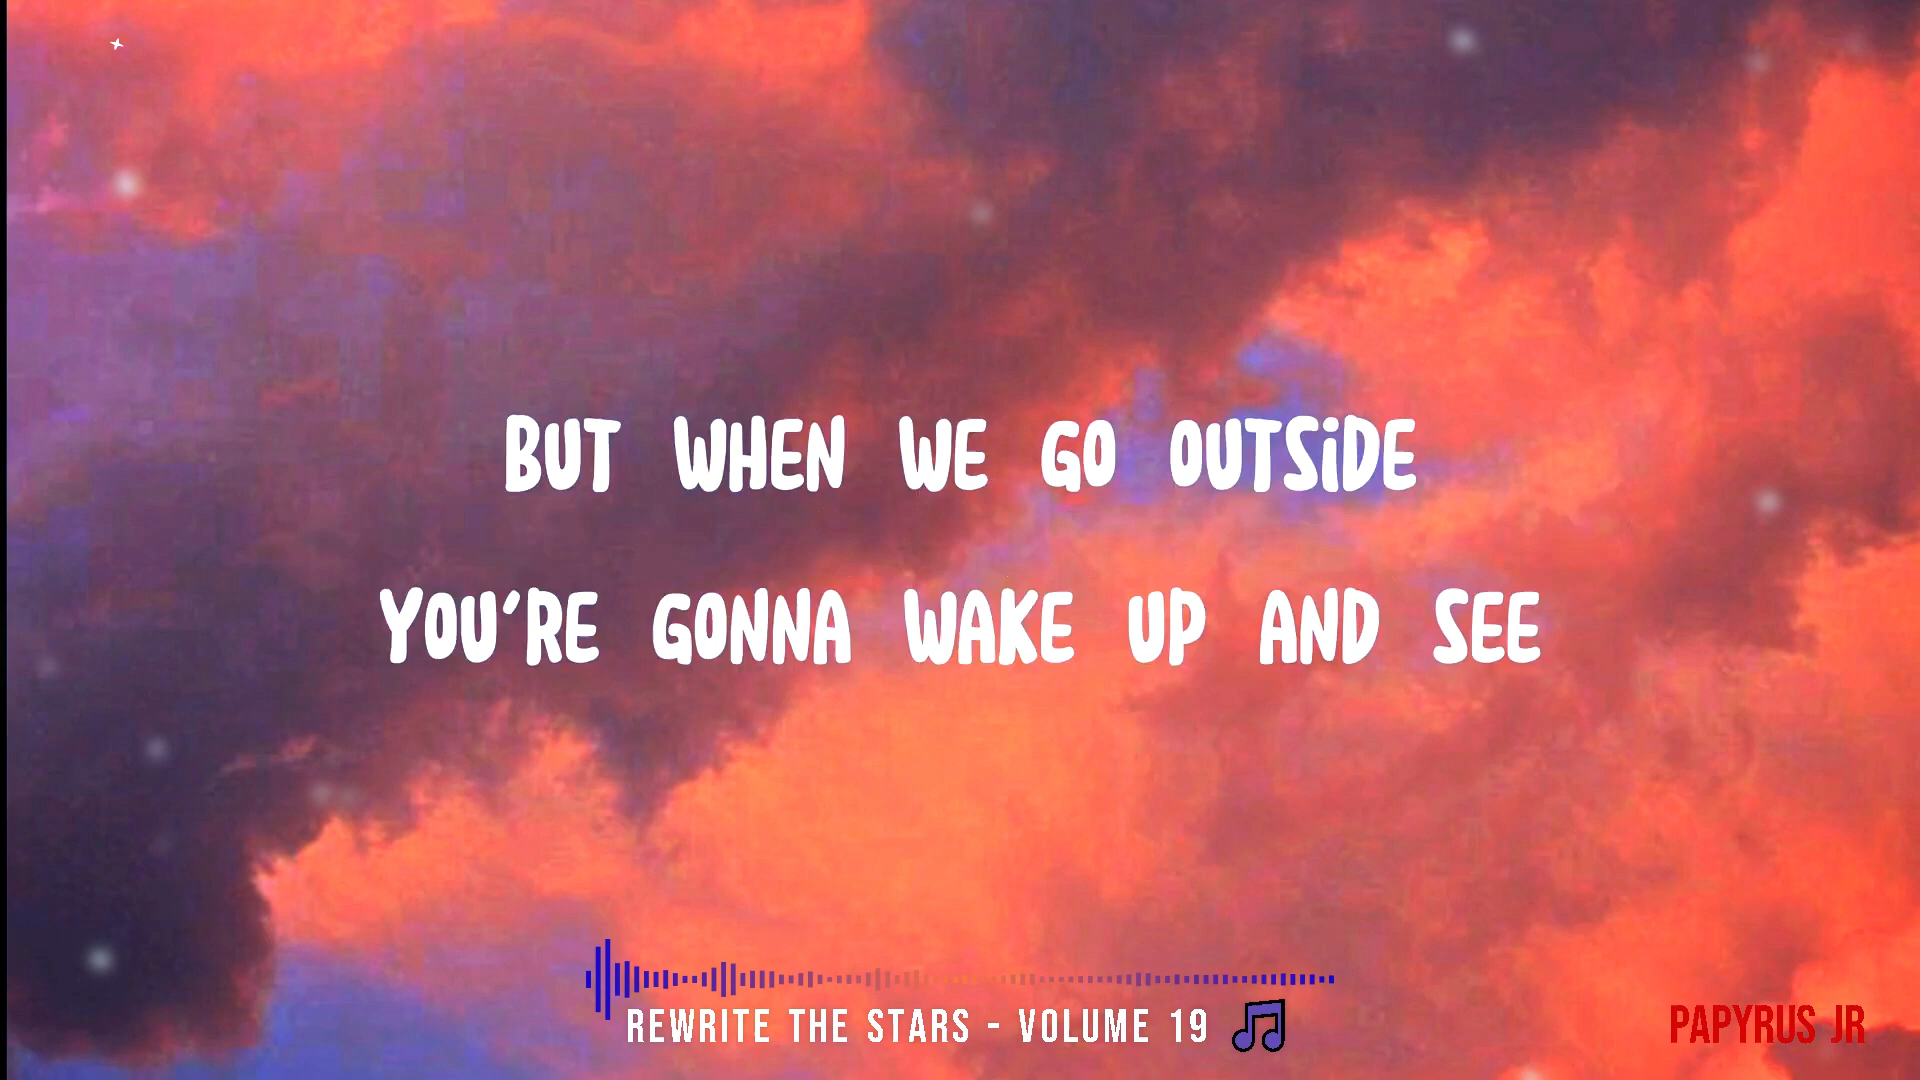 BUT WHEN WE GO OUTSiDE
YOU'RE GONNA WAKE UP AND SEE
REWRITE THE STARS - VOLUME 19
PAPYRUS JR